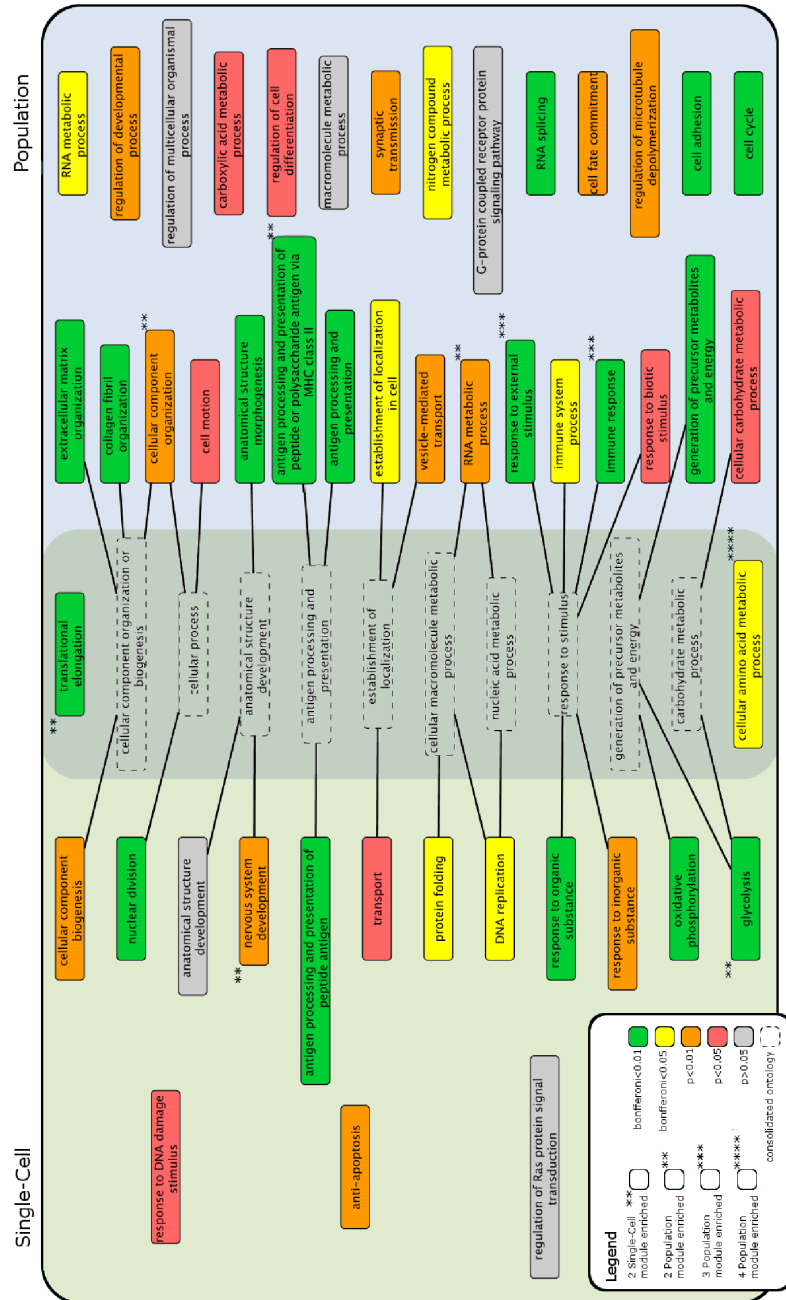 Single-Cell
Population
response to DNA damage
stimulus
anti-apoptosis
regulation of Ras protein signal
transduction
cellular component
biogenesis
nuclear division
anatomical structure
development
**
nervous system
development
antigen processing and presentation of
peptide antigen
transport
protein folding
DNA replication
response to organic
substance
response to inorganic
substance
oxidative
phosphorylation
**
glycolysis
**
translational
elongation
cellular component organization or
biogenesis
cellular process
anatomical structure
development
antigen processing and
presentation
establishment of
localization
cellular macromolecule metabolic
process
nucleic acid metabolic
process
response to stimulus
generation of precursor metabolites
and energy
carbohydrate metabolic
process
****
cellular amino acid metabolic
process
extracellular matrix
organization
collagen fibril
organization
**
cellular component
organization
cell motion
anatomical structure
morphogenesis
**
antigen processing and presentation of
peptide or polysaccharide antigen via
MHC class II
antigen processing and
presentation
establishment of localization
in cell
vesicle-mediated
transport
**
RNA metabolic
process
***
response to external
stimulus
immune system
process
***
immune response
response to biotic
stimulus
generation of precursor metabolites
and energy
cellular carbohydrate metabolic
process
RNA metabolic
process
regulation of developmental
process
regulation of multicellular organismal
process
carboxylic acid metabolic
process
regulation of cell
differentiation
macromolecule metabolic
process
synaptic
transmission
nitrogen compound
metabolic process
G-protein coupled receptor protein
signaling pathway
RNA splicing
cell fate commitment
regulation of microtubule
depolymerization
cell adhesion
cell cycle
Legend
2 Single-Cell
module enriched
**
2 Population
module enriched
**
3 Population
module enriched
***
4 Population
module enriched
****
bonfferoni<0.01
bonfferoni<0.05
p<0.01
p<0.05
p>0.05
consolidated ontology